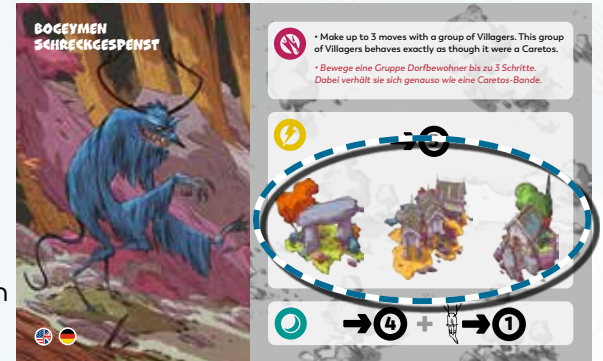 BOGEYMEN
SCHRECKGESPENST
• Make up to 3 moves with a group of Villagers. This group
of Villagers behaves exactly as though it were a Caretos.
• Bewege eine Gruppe Dorfbewohner bis zu 3 Schritte.
Dabei verhält sie sich genauso wie eine Caretos-Bande.
4 + 1
n